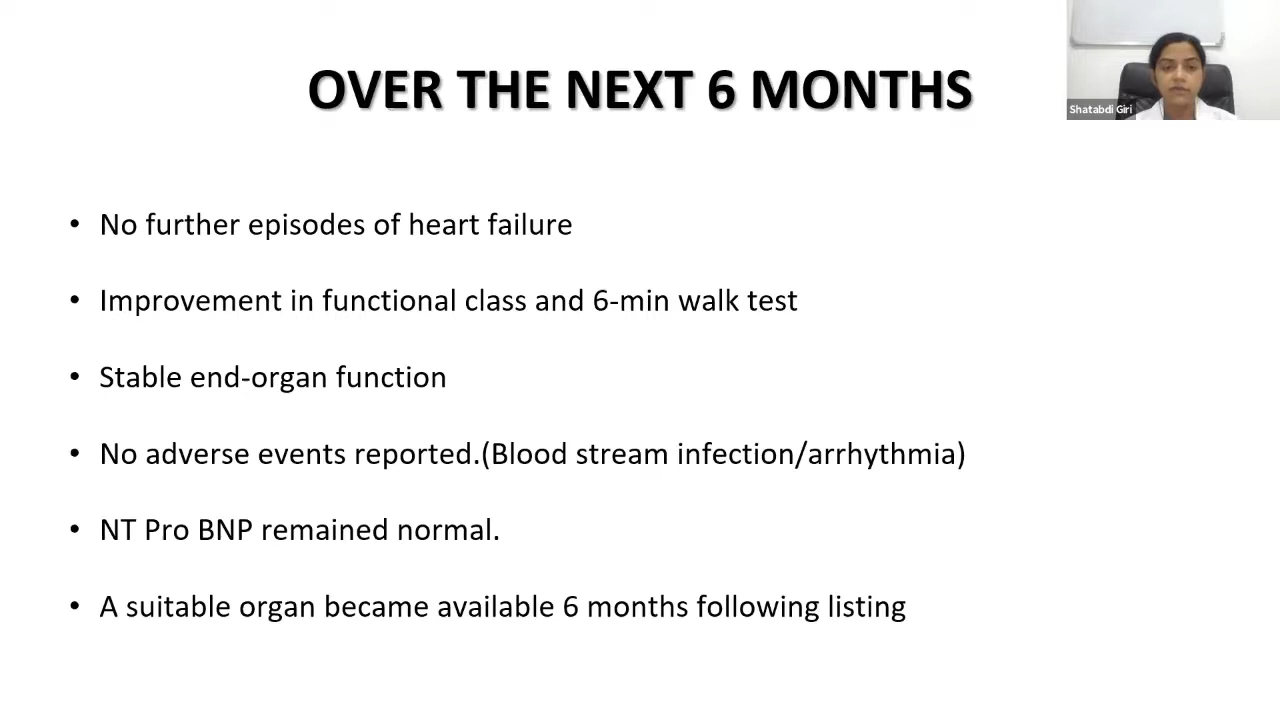 OVER THE NEXT 6 MONTHS
Shatabdi Giri
• No further episodes of heart failure
• Improvement in functional class and 6-min walk test
• Stable end-organ function
• No adverse events reported.(Blood stream infection/arrhythmia)
• NT Pro BNP remained normal.
• A suitable organ became available 6 months following listing